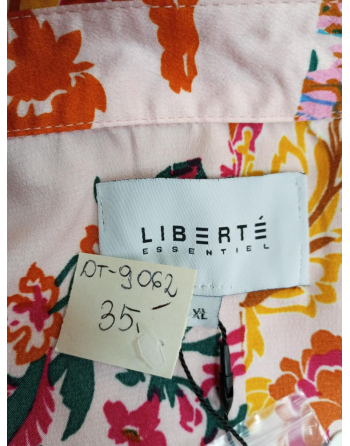 LIBERTÉ
ESSENTIEL
DT-9062
35,-
XL